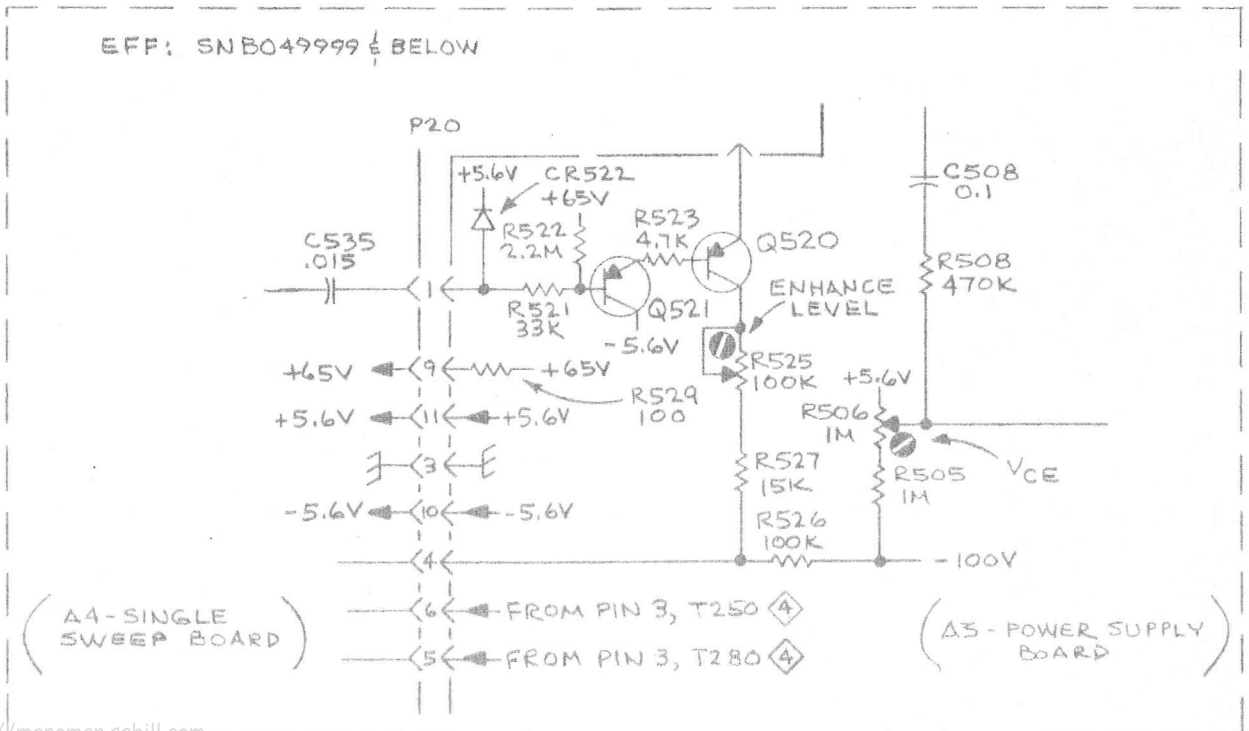 EFF: SN B049999 & BELOW
P20
+5.6V
CR522
+65V
R522
2.2M
R523
4.7K
Q520
C508
0.1
C535
.015
1
R521
33K
Q521
-5.6V
ENHANCE
LEVEL
R508
470K
+65V
9
+65V
R529
100
R525
100K
+5.6V
R506
1M
+5.6V
11
+5.6V
3
R527
15K
R505
1M
VCE
-5.6V
10
-5.6V
R526
100K
4
-100V
A4-SINGLE
SWEEP BOARD
6
FROM PIN 3, T250 4
5
FROM PIN 3, T280 4
A5-POWER SUPPLY
BOARD